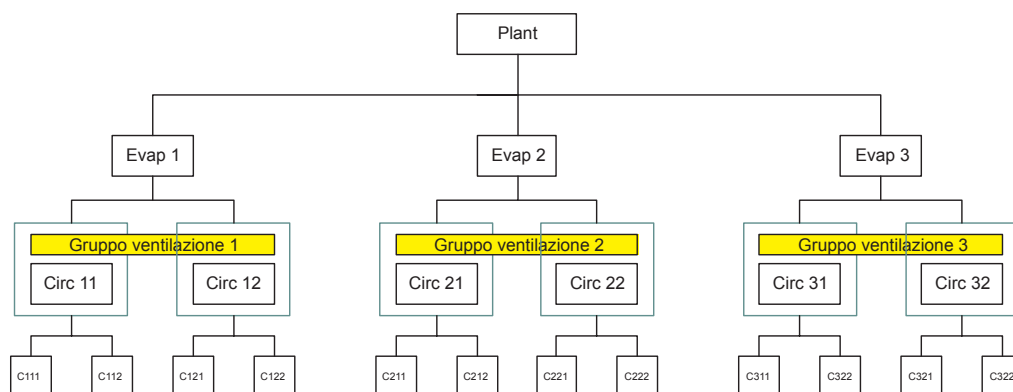 Plant
Evap 1
Evap 2
Evap 3
Gruppo ventilazione 1
Gruppo ventilazione 2
Gruppo ventilazione 3
Circ 11
Circ 12
Circ 21
Circ 22
Circ 31
Circ 32
C111
C112
C121
C122
C211
C212
C221
C222
C311
C322
C321
C322